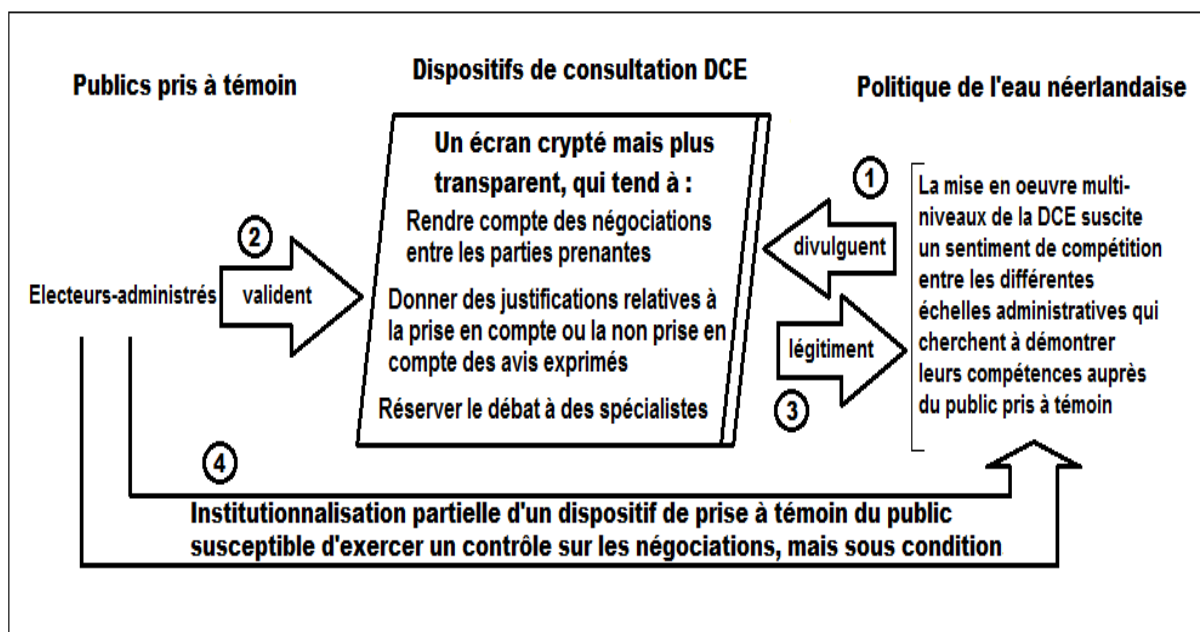 Publics pris à témoin
Dispositifs de consultation DCE
Politique de l'eau néerlandaise
Electeurs-administrés
2
valident
Un écran crypté mais plus
transparent, qui tend à :
Rendre compte des négociations
entre les parties prenantes
Donner des justifications relatives à
la prise en compte ou la non prise en
compte des avis exprimés
Réserver le débat à des spécialistes
1
divulguent
légitiment
3
La mise en oeuvre multi-
niveaux de la DCE suscite
un sentiment de compétition
entre les différentes
échelles administratives qui
cherchent à démontrer
leurs compétences auprès
du public pris à témoin
4
Institutionnalisation partielle d'un dispositif de prise à témoin du public
susceptible d'exercer un contrôle sur les négociations, mais sous condition